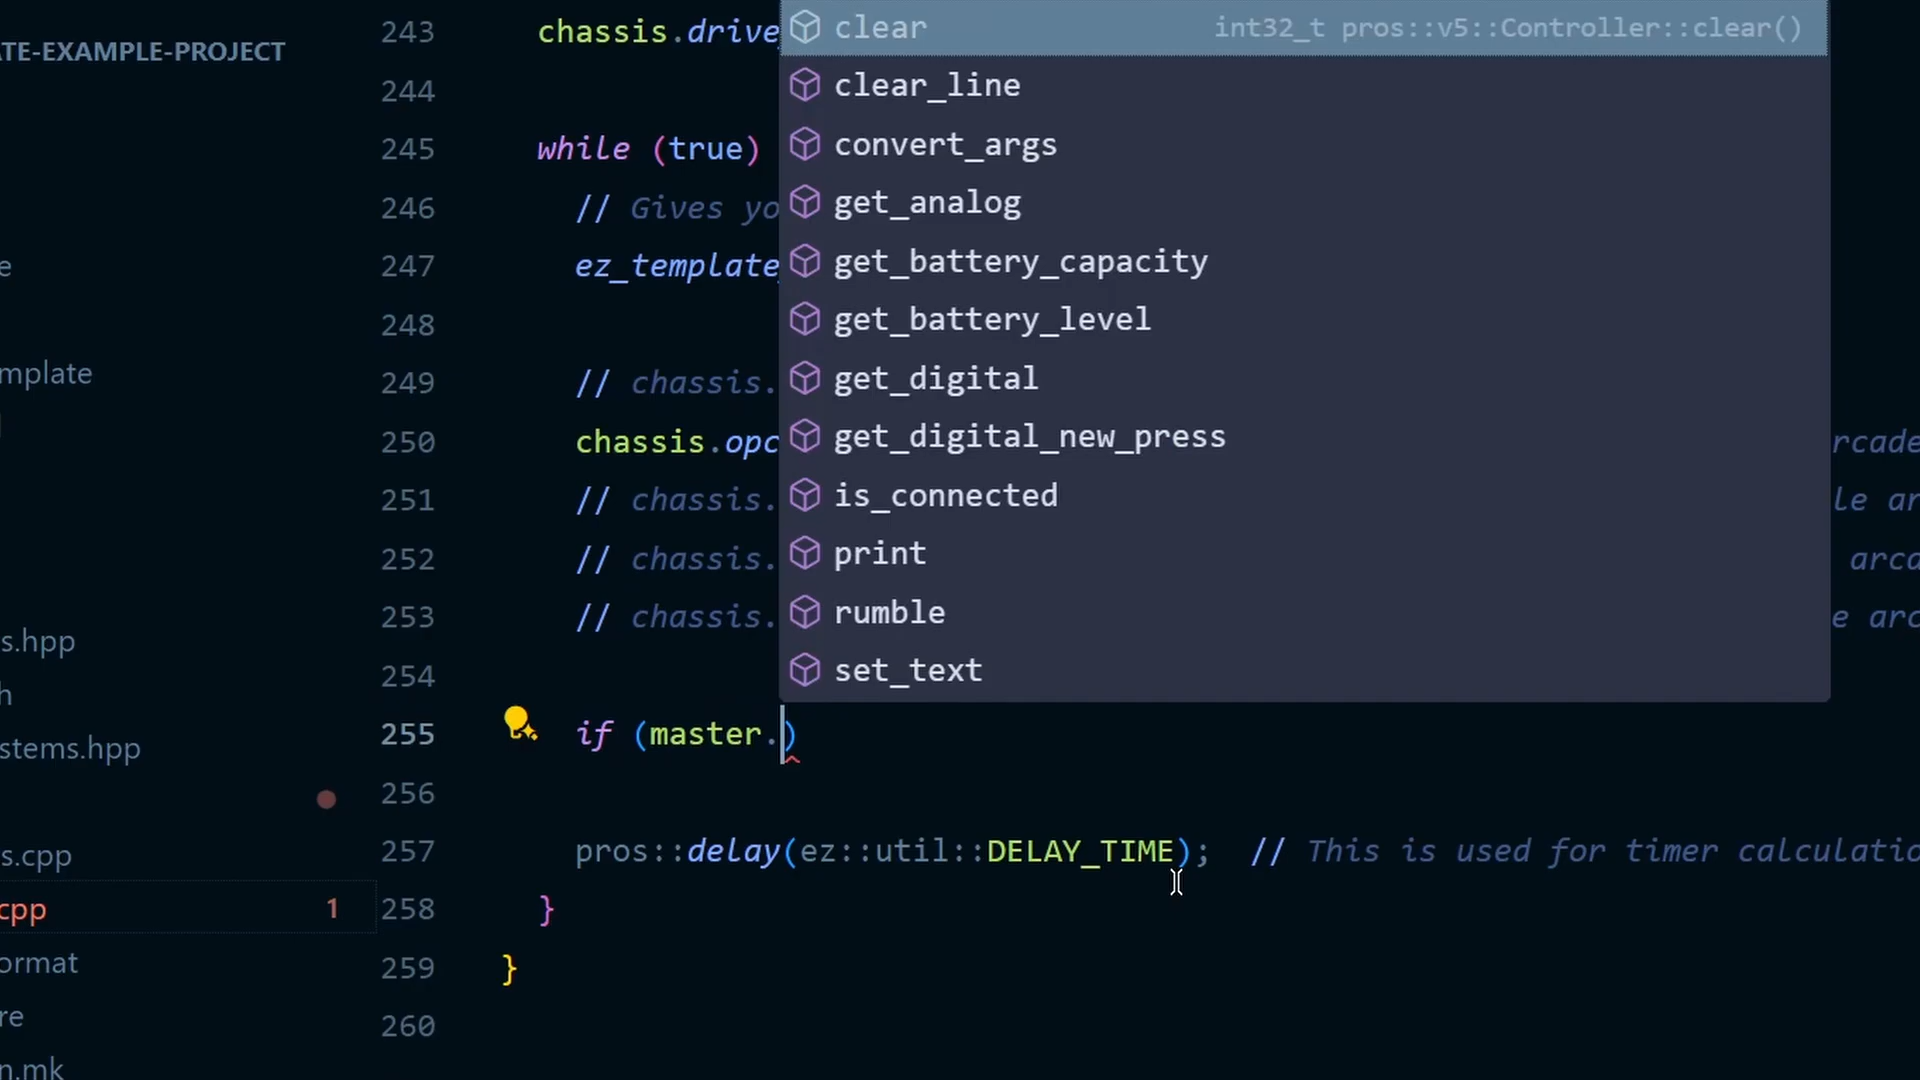 TE-EXAMPLE-PROJECT
e
mplate
s.hpp
h
stems.hpp
s.cpp
cpp 1
ormat
re
n.mk
243 chassis.drive
244
245 while (true)
246 // Gives yo
247 ez_template
248
249 // chassis.
250 chassis.opc rcade
251 // chassis. le ar
252 // chassis. arca
253 // chassis. e arc
254
255 if (master.)
256
257 pros::delay(ez::util::DELAY_TIME); // This is used for timer calculatio
258 }
259 }
260
clear int32_t pros::v5::Controller::clear()
clear_line
convert_args
get_analog
get_battery_capacity
get_battery_level
get_digital
get_digital_new_press
is_connected
print
rumble
set_text